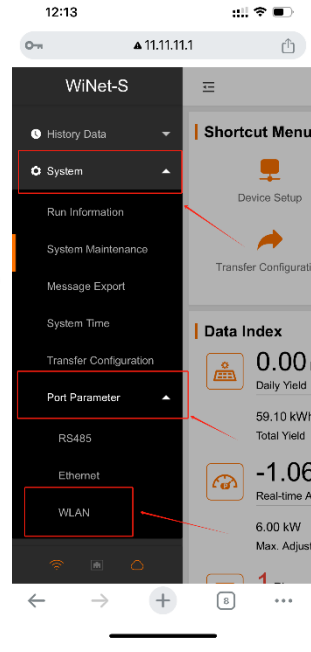 12:13
11.11.11.1
WiNet-S
History Data
System
Run Information
System Maintenance
Message Export
System Time
Transfer Configuration
Port Parameter
RS485
Ethernet
WLAN
Shortcut Menu
Device Setup
Transfer Configurati
Data Index
0.00
Daily Yield
59.10 kWh
Total Yield
-1.06
Real-time A
6.00 kW
Max. Adjust
1
8